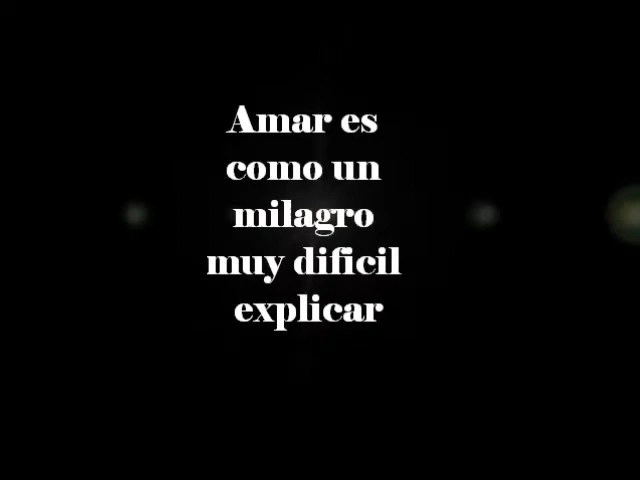 Amar es
como un
milagro
muy dificil
explicar